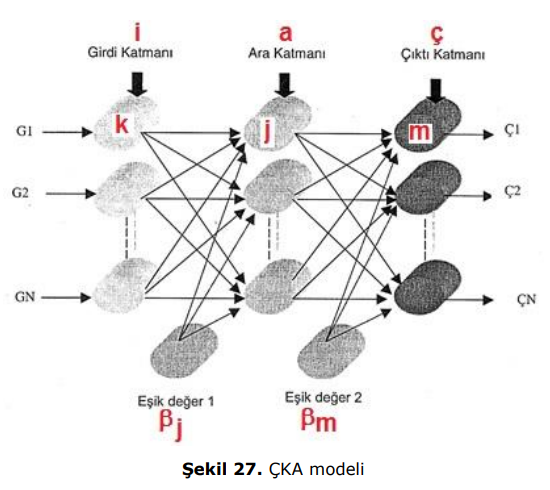 i a ç
Girdi Katmanı Ara Katmanı Çıktı Katmanı
G1 k j m Ç1
G2 Ç2
GN ÇN
Eşik değer 1 Eşik değer 2
βj βm
Şekil 27. ÇKA modeli